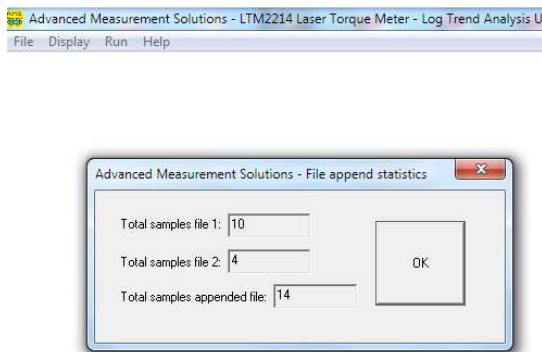 Advanced Measurement Solutions - LTM2214 Laser Torque Meter - Log Trend Analysis U
File Display Run Help
Advanced Measurement Solutions - File append statistics
Total samples file 1: 10
Total samples file 2: 4
OK
Total samples appended file: 14